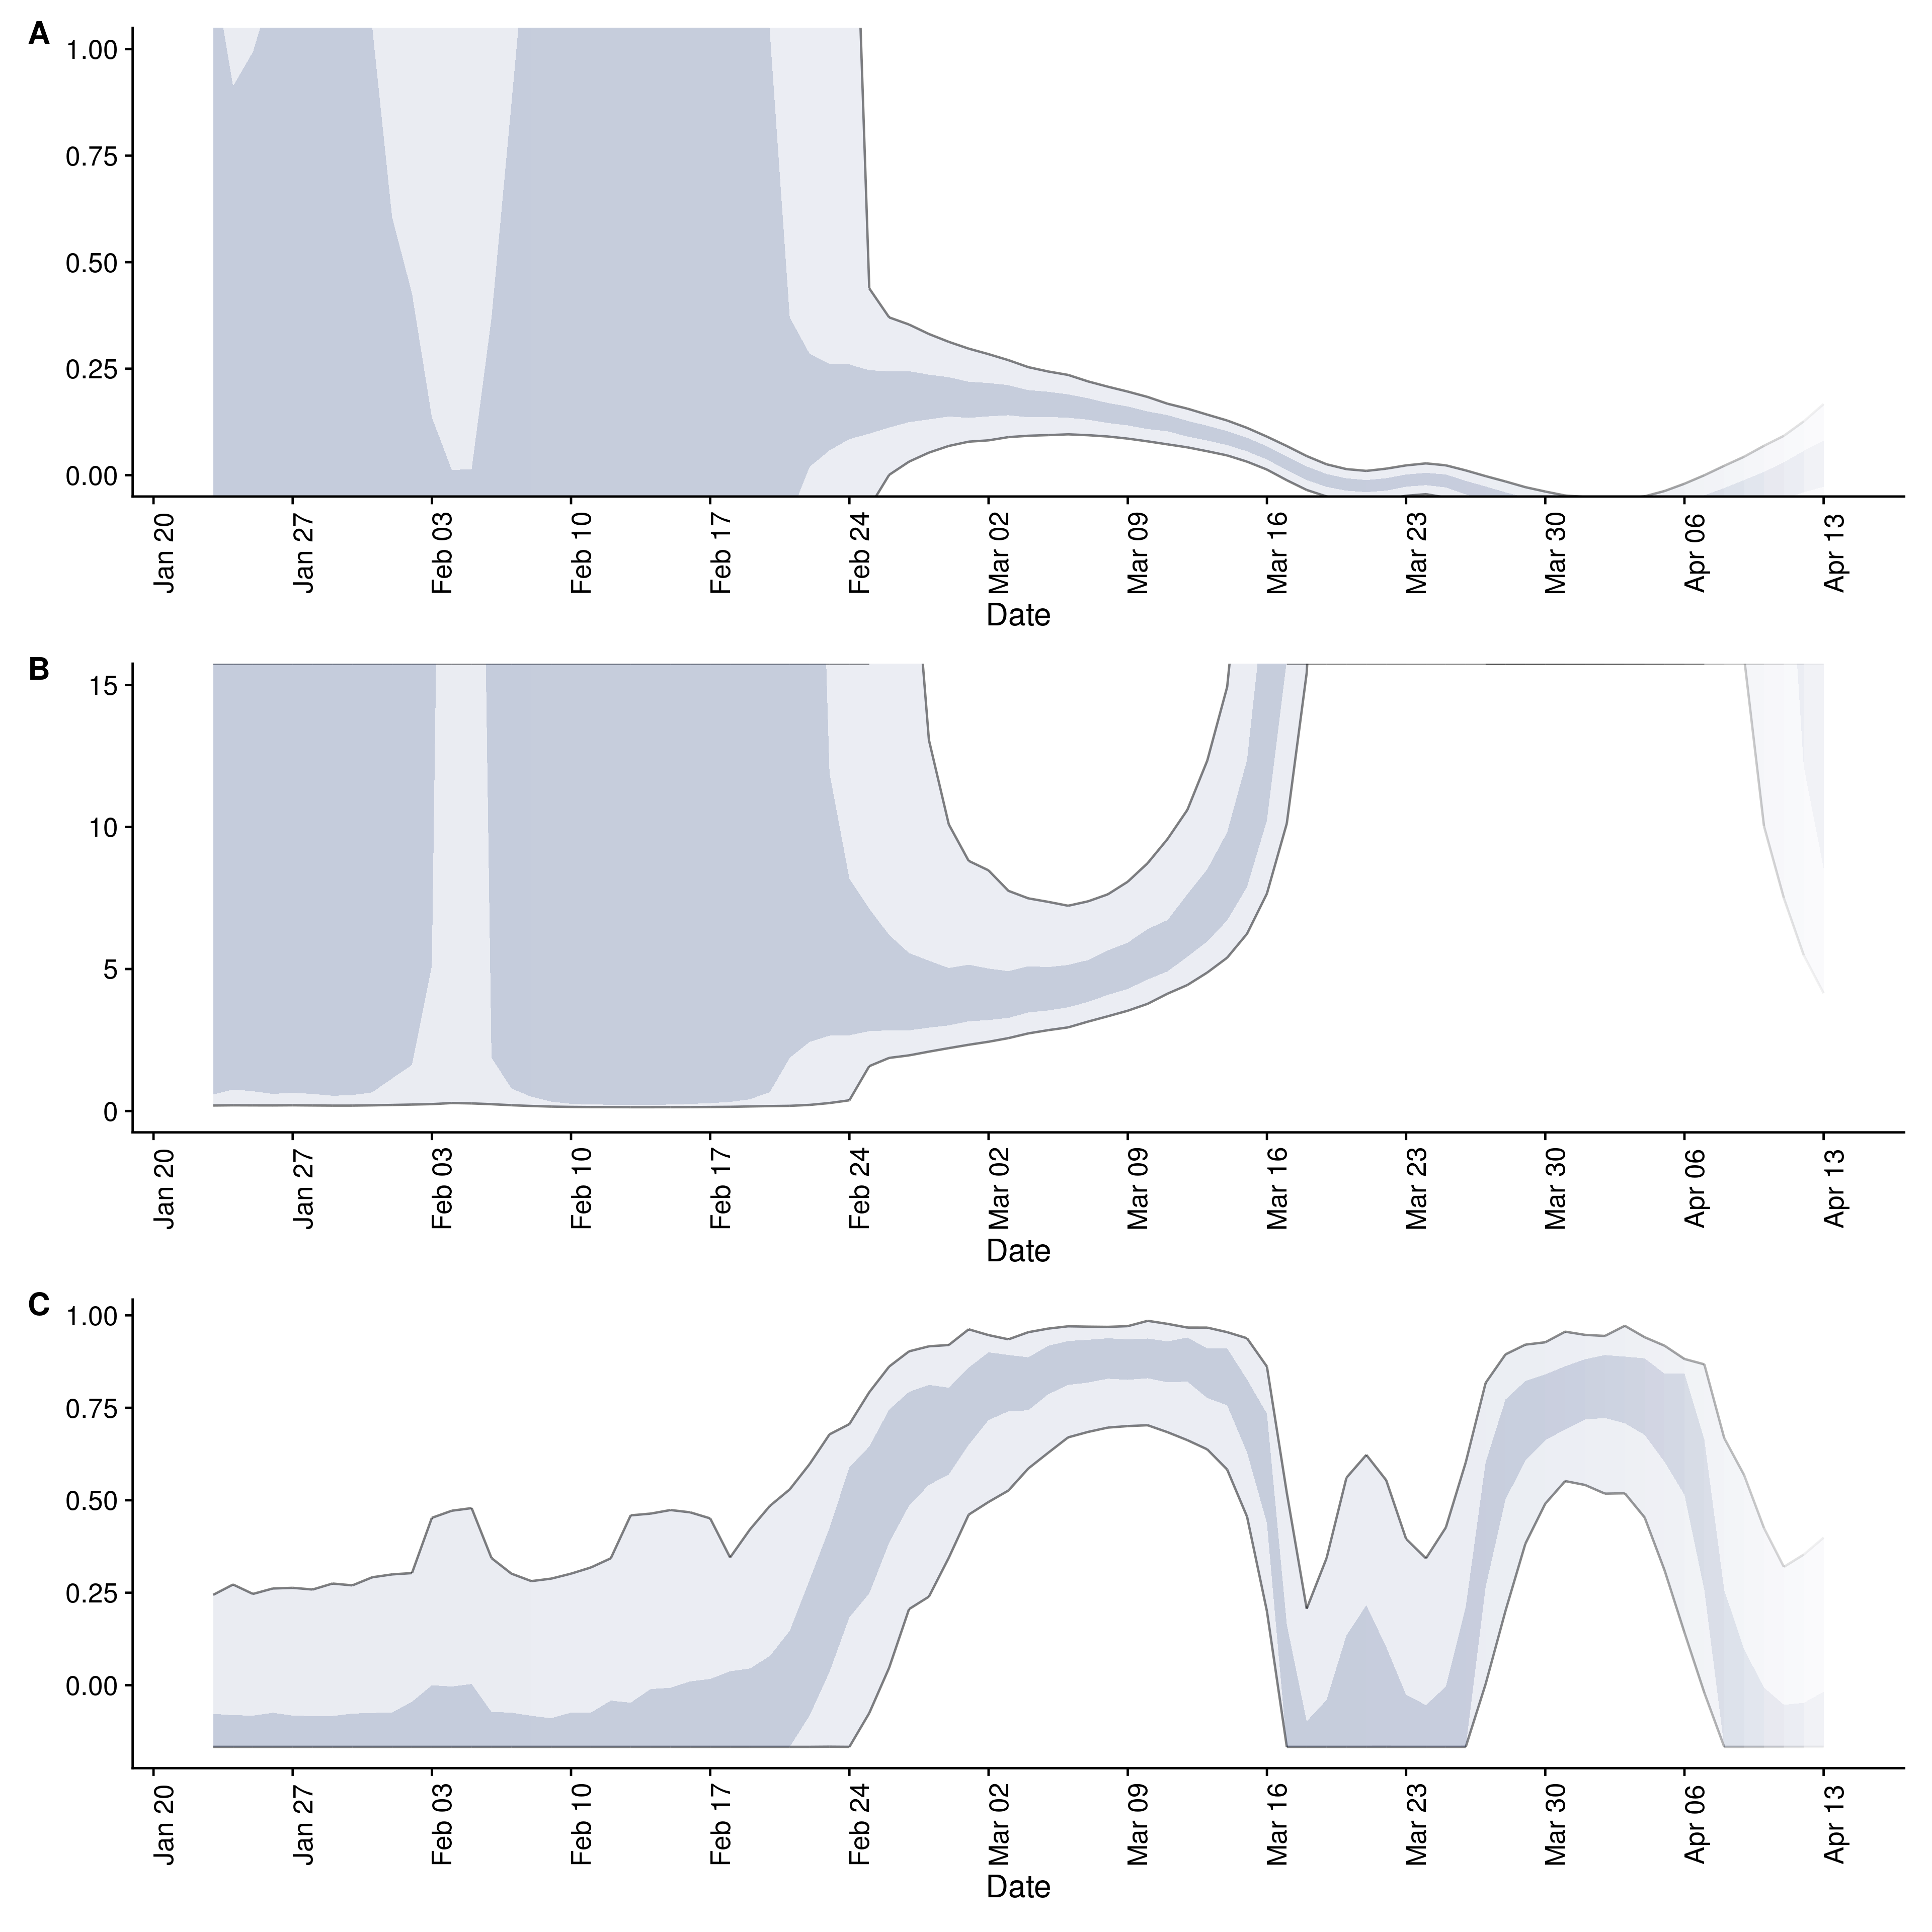 A
1.00
0.75
0.50
0.25
0.00
Jan 20
Jan 27
Feb 03
Feb 10
Feb 17
Feb 24
Mar 02
Mar 09
Mar 16
Mar 23
Mar 30
Apr 06
Apr 13
Date
B
15
10
5
0
Jan 20
Jan 27
Feb 03
Feb 10
Feb 17
Feb 24
Mar 02
Mar 09
Mar 16
Mar 23
Mar 30
Apr 06
Apr 13
Date
C
1.00
0.75
0.50
0.25
0.00
Jan 20
Jan 27
Feb 03
Feb 10
Feb 17
Feb 24
Mar 02
Mar 09
Mar 16
Mar 23
Mar 30
Apr 06
Apr 13
Date